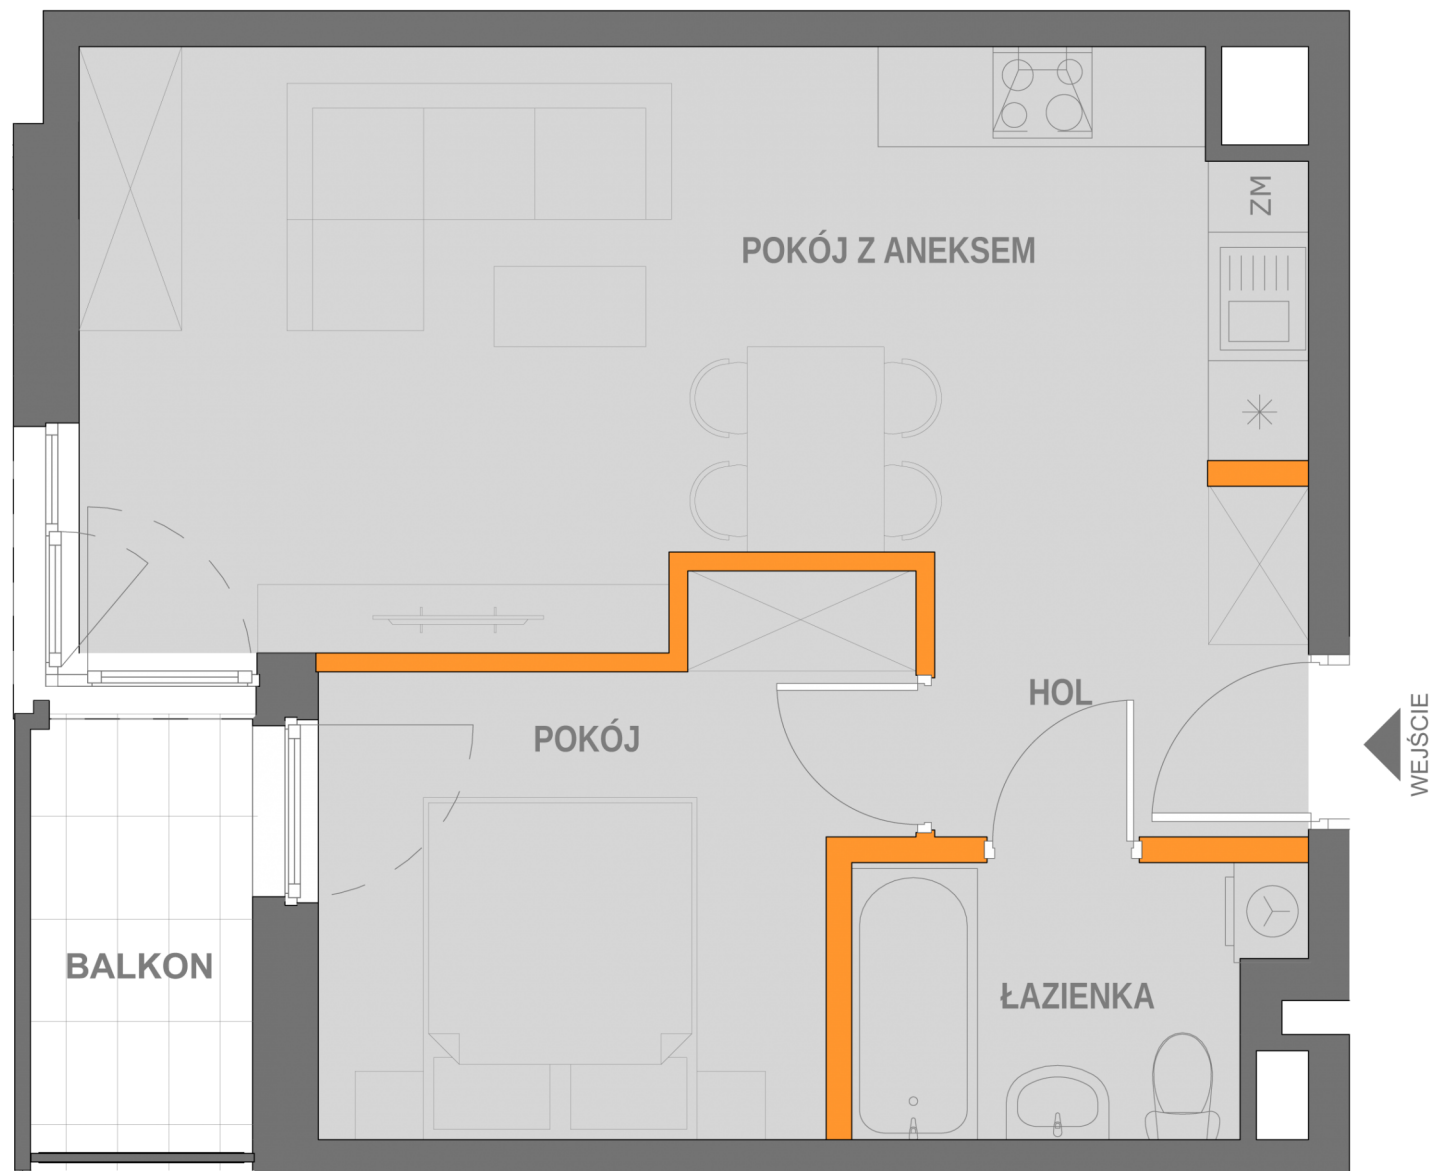 ZM
POKÓJ Z ANEKSEM
HOL
POKÓJ
WEJŚCIE
BALKON
ŁAZIENKA